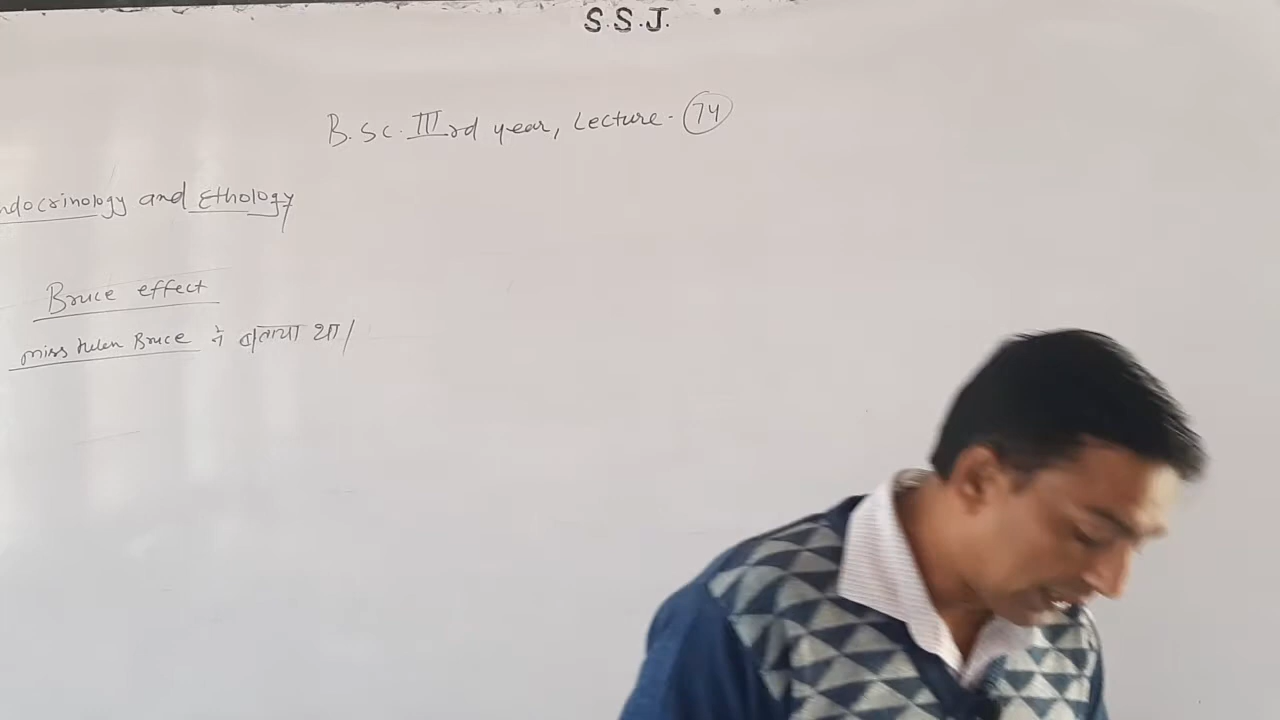 S.S.J.
B.Sc. IIIrd year, Lecture- 74
ndocrinology and Ethology
Bruce effect
miss helen Bruce ने बताया था।